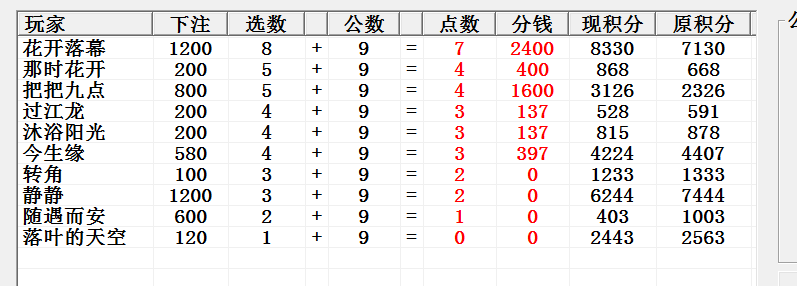 玩家 下注 选数 公数 点数 分钱 现积分 原积分
花开落幕 1200 8 + 9 = 7 2400 8330 7130
那时花开 200 5 + 9 = 4 400 868 668
把把九点 800 5 + 9 = 4 1600 3126 2326
过江龙 200 4 + 9 = 3 137 528 591
沐浴阳光 200 4 + 9 = 3 137 815 878
今生缘 580 4 + 9 = 3 397 4224 4407
转角 100 3 + 9 = 2 0 1233 1333
静静 1200 3 + 9 = 2 0 6244 7444
随遇而安 600 2 + 9 = 1 0 403 1003
落叶的天空 120 1 + 9 = 0 0 2443 2563